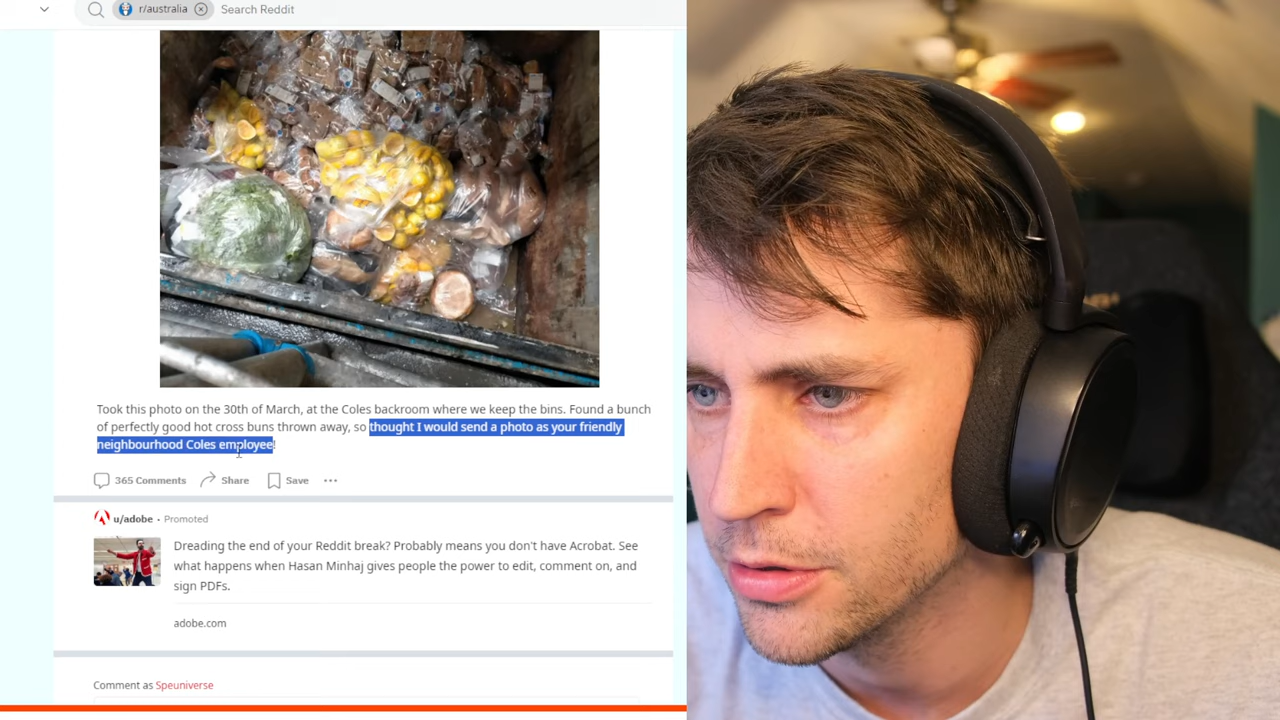 r/australia Search Reddit
Took this photo on the 30th of March, at the Coles backroom where we keep the bins. Found a bunch
of perfectly good hot cross buns thrown away, so thought I would send a photo as your friendly
neighbourhood Coles employee
365 Comments Share Save
u/adobe • Promoted
Dreading the end of your Reddit break? Probably means you don't have Acrobat. See
what happens when Hasan Minhaj gives people the power to edit, comment on, and
sign PDFs.
adobe.com
Comment as Speuniverse